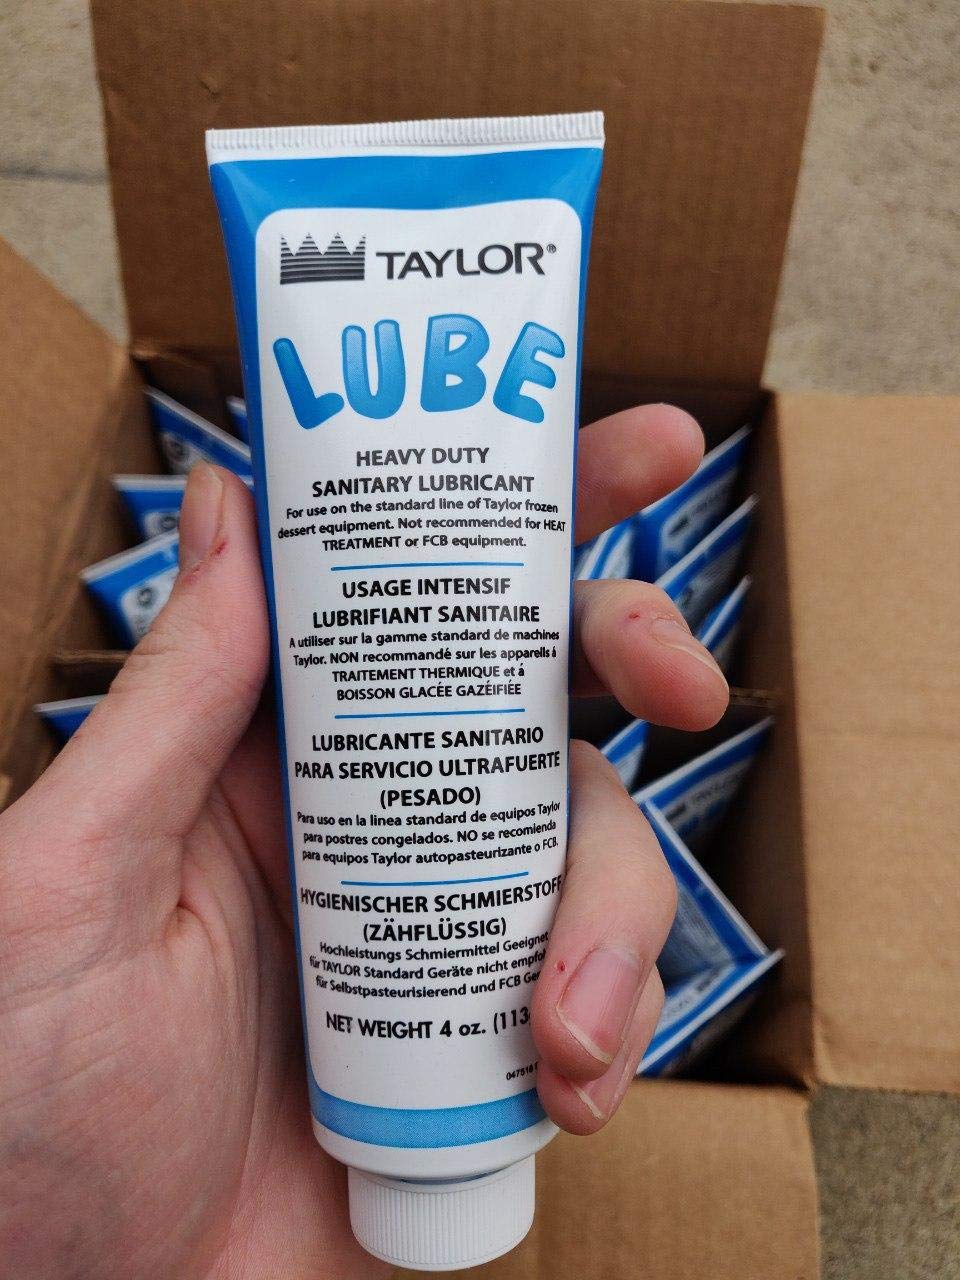 TAYLOR®
LUBE
HEAVY DUTY
SANITARY LUBRICANT
For use on the standard line of Taylor frozen
dessert equipment. Not recommended for HEAT
TREATMENT or FCB equipment.
USAGE INTENSIF
LUBRIFIANT SANITAIRE
A utiliser sur la gamme standard de machines
Taylor. NON recommandé sur les appareils á
TRAITEMENT THERMIQUE et á
BOISSON GLACÉE GAZÉIFIÉE
LUBRICANTE SANITARIO
PARA SERVICIO ULTRAFUERTE
(PESADO)
Para uso en la linea standard de equipos Taylor
para postres congelados. NO se recomienda
para equipos Taylor autopasteurizante o FCB.
HYGIENISCHER SCHMIERSTOFF
(ZÄHFLÜSSIG)
Hochleistungs Schmiermittel Geeignet
für TAYLOR Standard Geräte nicht
für Selbstpasteurisierend und FCB
NET WEIGHT 4 oz. (113